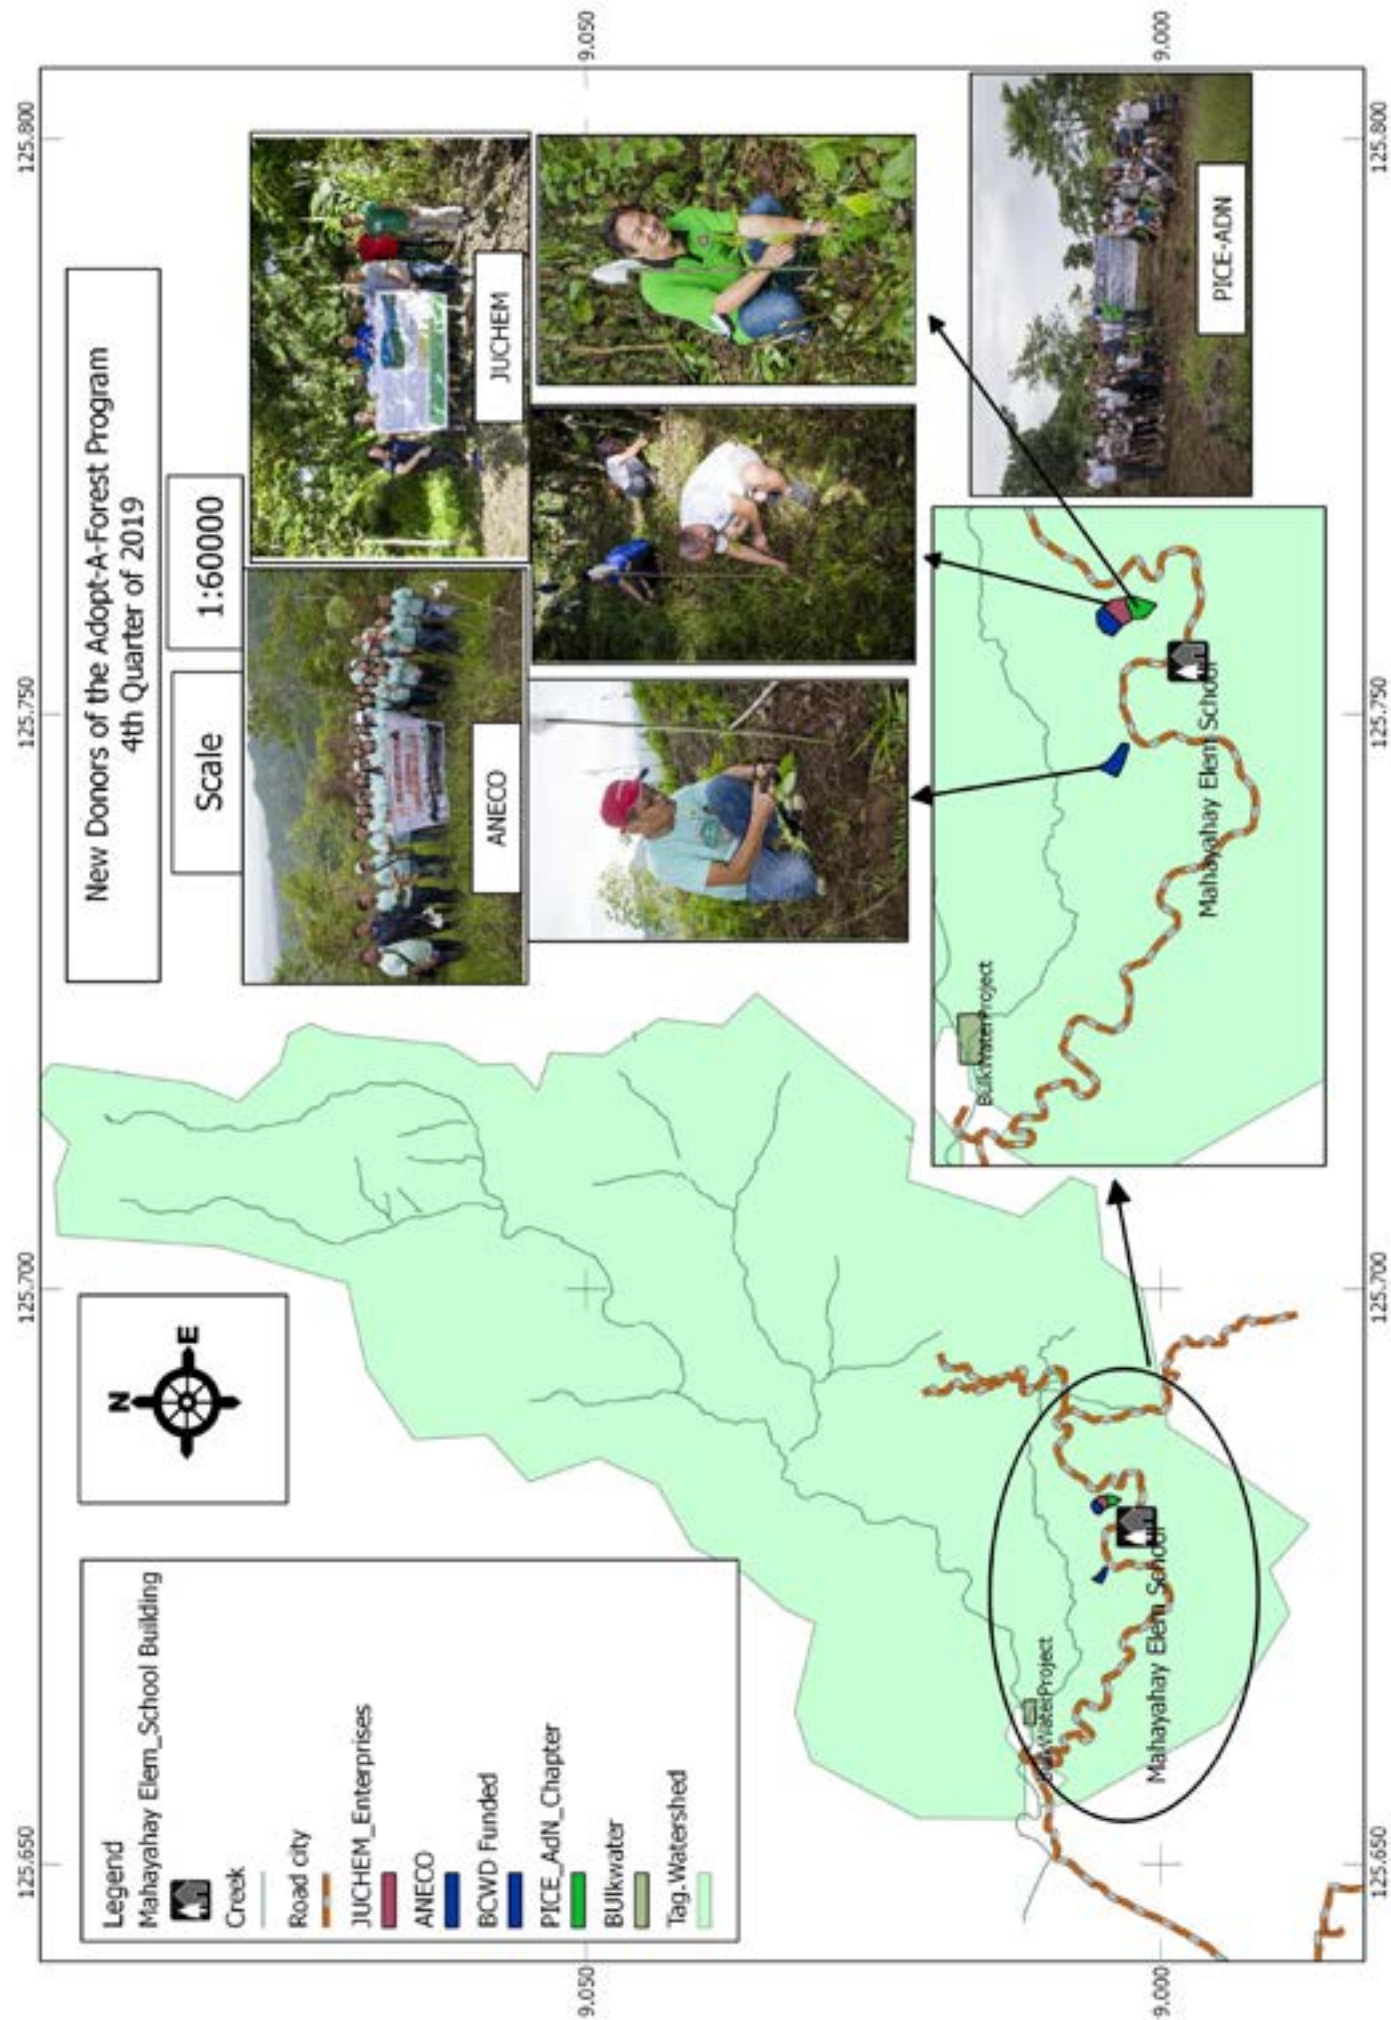 New Donors of the Adopt-A-Forest Program
4th Quarter of 2019
Scale
1:60000
125.650
125.700
125.750
125.800
9.050
9.050
9.000
9.000
N
E
Legend
Mahayahay Elem_School Building
Creek
Road city
JUCHEM_Enterprises
ANECO
BCWD Funded
PICE_AdN_Chapter
BUlkwater
Tag.Watershed
ANECO
JUCHEM
PICE-ADN
BulkWaterProject
Mahayahay Elem School
BulkWaterProject
Mahayahay Elem School
125.650
125.700
125.750
125.800